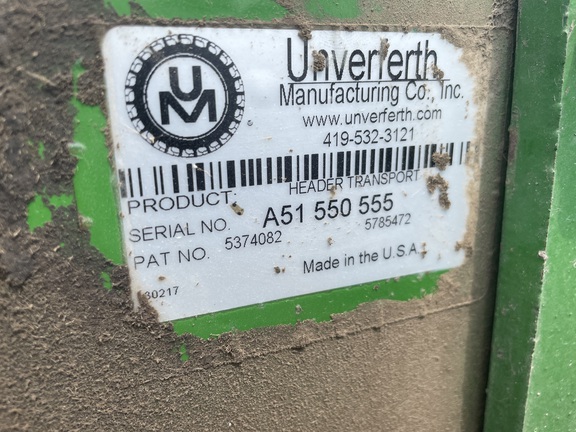 UM
Unverferth
Manufacturing Co., Inc.
www.unverferth.com
419-532-3121
PRODUCT: HEADER TRANSPORT
SERIAL NO. A51 550 555
PAT NO. 5374082 5785472
Made in the U.S.A.